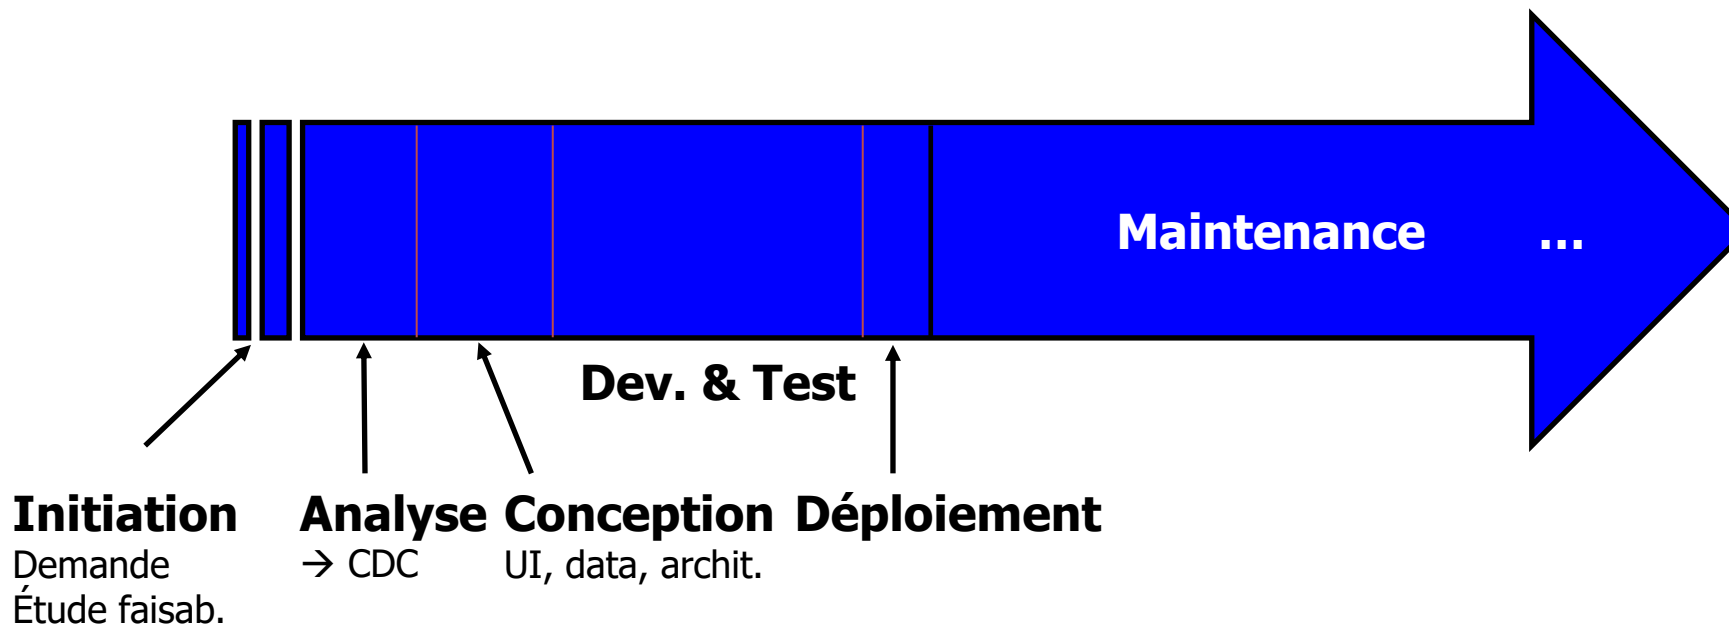 Maintenance ...
Dev. & Test
Initiation
Demande
Étude faisab.
Analyse
→ CDC
Conception
UI, data, archit.
Déploiement